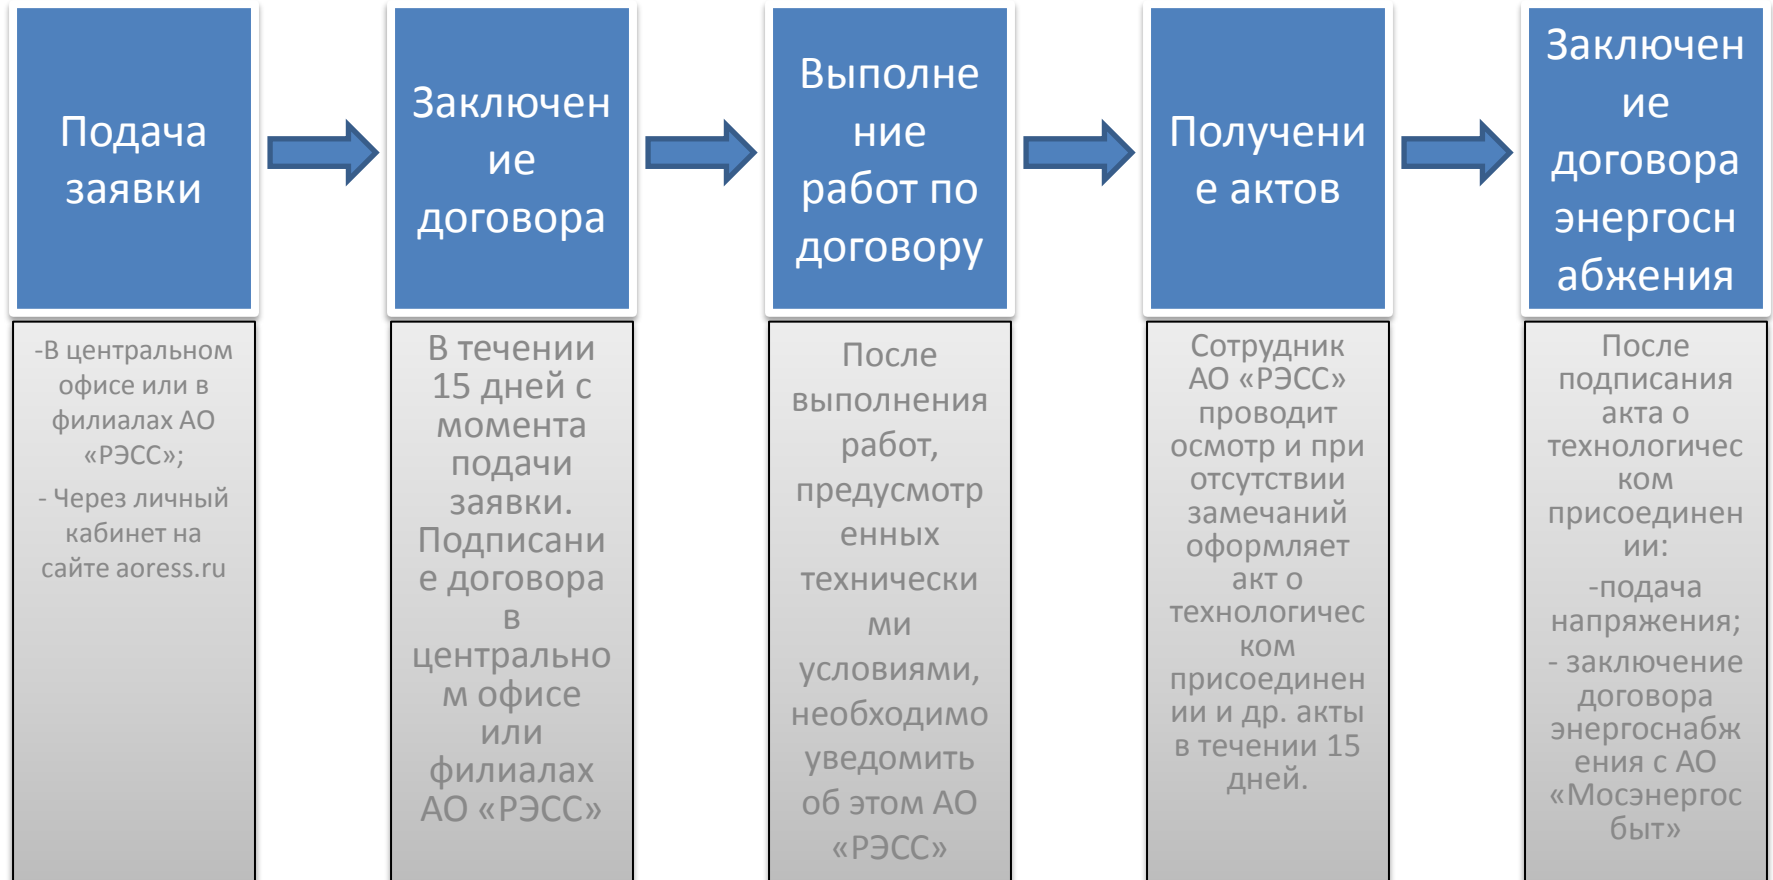 Подача
заявки
Заключен
ие
договора
Выполне
ние
работ по
договору
Получени
е актов
Заключен
ие
договора
энергосн
абжения
-В центральном
офисе или в
филиалах АО
«РЭСС»;
- Через личный
кабинет на
сайте aoress.ru
В течении
15 дней с
момента
подачи
заявки.
Подписани
е договора
в
центрально
м офисе
или
филиалах
АО «РЭСС»
После
выполнения
работ,
предусмотр
енных
технически
ми
условиями,
необходимо
уведомить
об этом АО
«РЭСС»
Сотрудник
АО «РЭСС»
проводит
осмотр и при
отсутствии
замечаний
оформляет
акт о
технологичес
ком
присоединен
ии и др. акты
в течении 15
дней.
После
подписания
акта о
технологичес
ком
присоединен
ии:
-подача
напряжения;
- заключение
договора
энергоснабж
ения с АО
«Мосэнергос
быт»